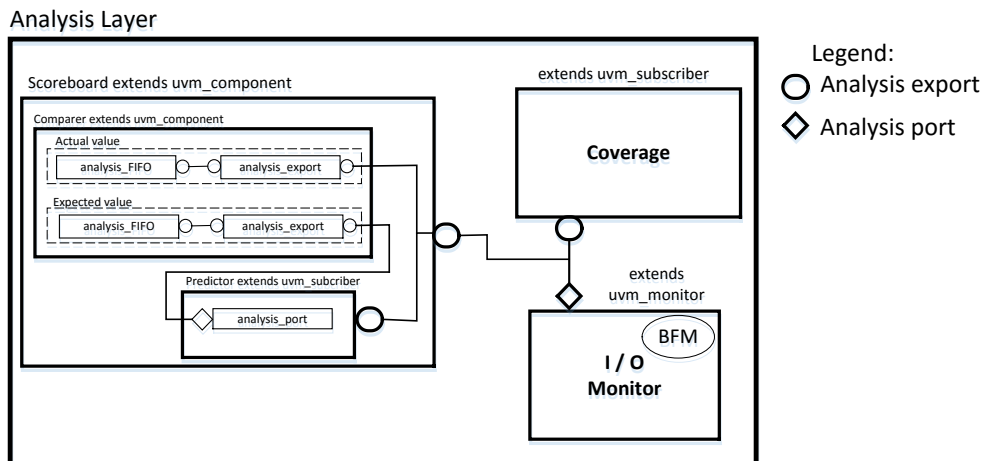 Analysis Layer
Legend:
Analysis export
Analysis port
Scoreboard extends uvm_component
Comparer extends uvm_component
Actual value
analysis_FIFO
analysis_export
Expected value
analysis_FIFO
analysis_export
Predictor extends uvm_subcriber
analysis_port
extends uvm_subscriber
Coverage
extends
uvm_monitor
BFM
I / O
Monitor